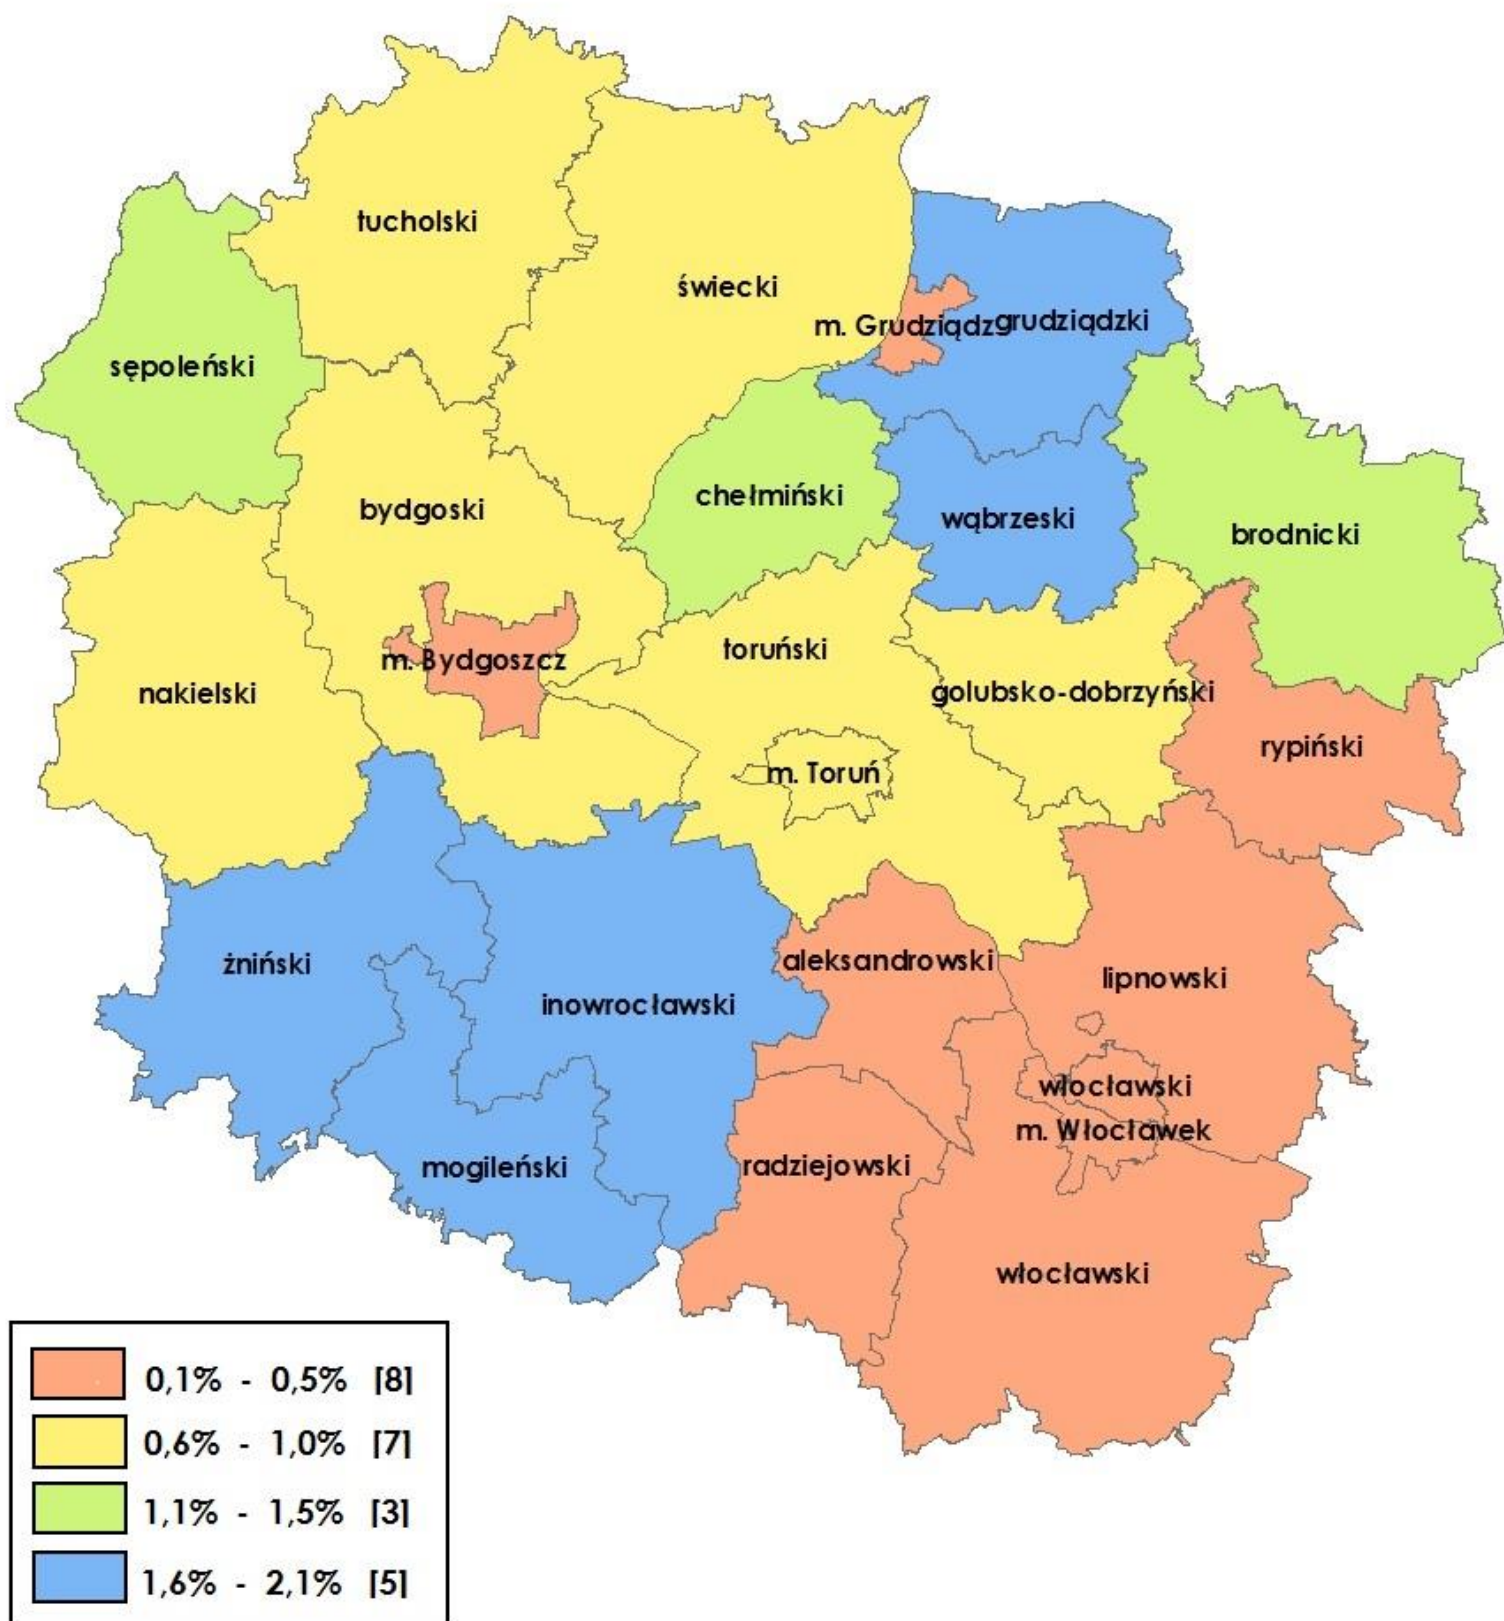 tucholski
świecki
m. Grudziądz
grudziądzki
sępoleński
chełmiński
bydgoski
wąbrzeski
brodnicki
toruński
m. Bydgoszcz
nakielski
golubsko-dobrzyński
rypiński
m. Toruń
żniński
aleksandrowski
lipnowski
inowrocławski
włocławski
m. Włocławek
mogileński
radziejowski
włocławski
0,1% - 0,5% [8]
0,6% - 1,0% [7]
1,1% - 1,5% [3]
1,6% - 2,1% [5]